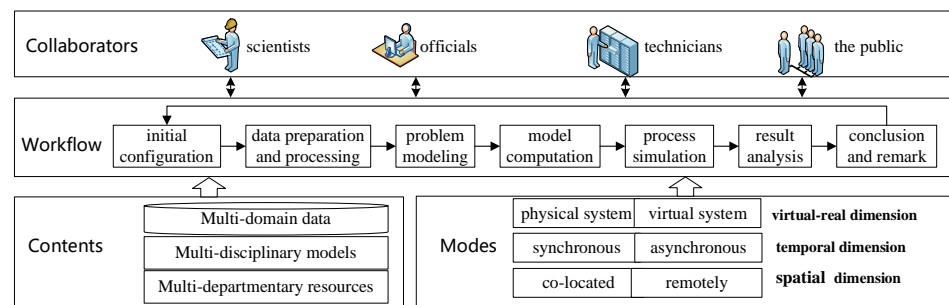 Collaborators
scientists
officials
technicians
the public
Workflow
initial
configuration
data preparation
and processing
problem
modeling
model
computation
process
simulation
result
analysis
conclusion
and remark
Contents
Multi-domain data
Multi-disciplinary models
Multi-departmentary resources
Modes
physical system
virtual system
virtual-real dimension
synchronous
asynchronous
temporal dimension
co-located
remotely
spatial dimension